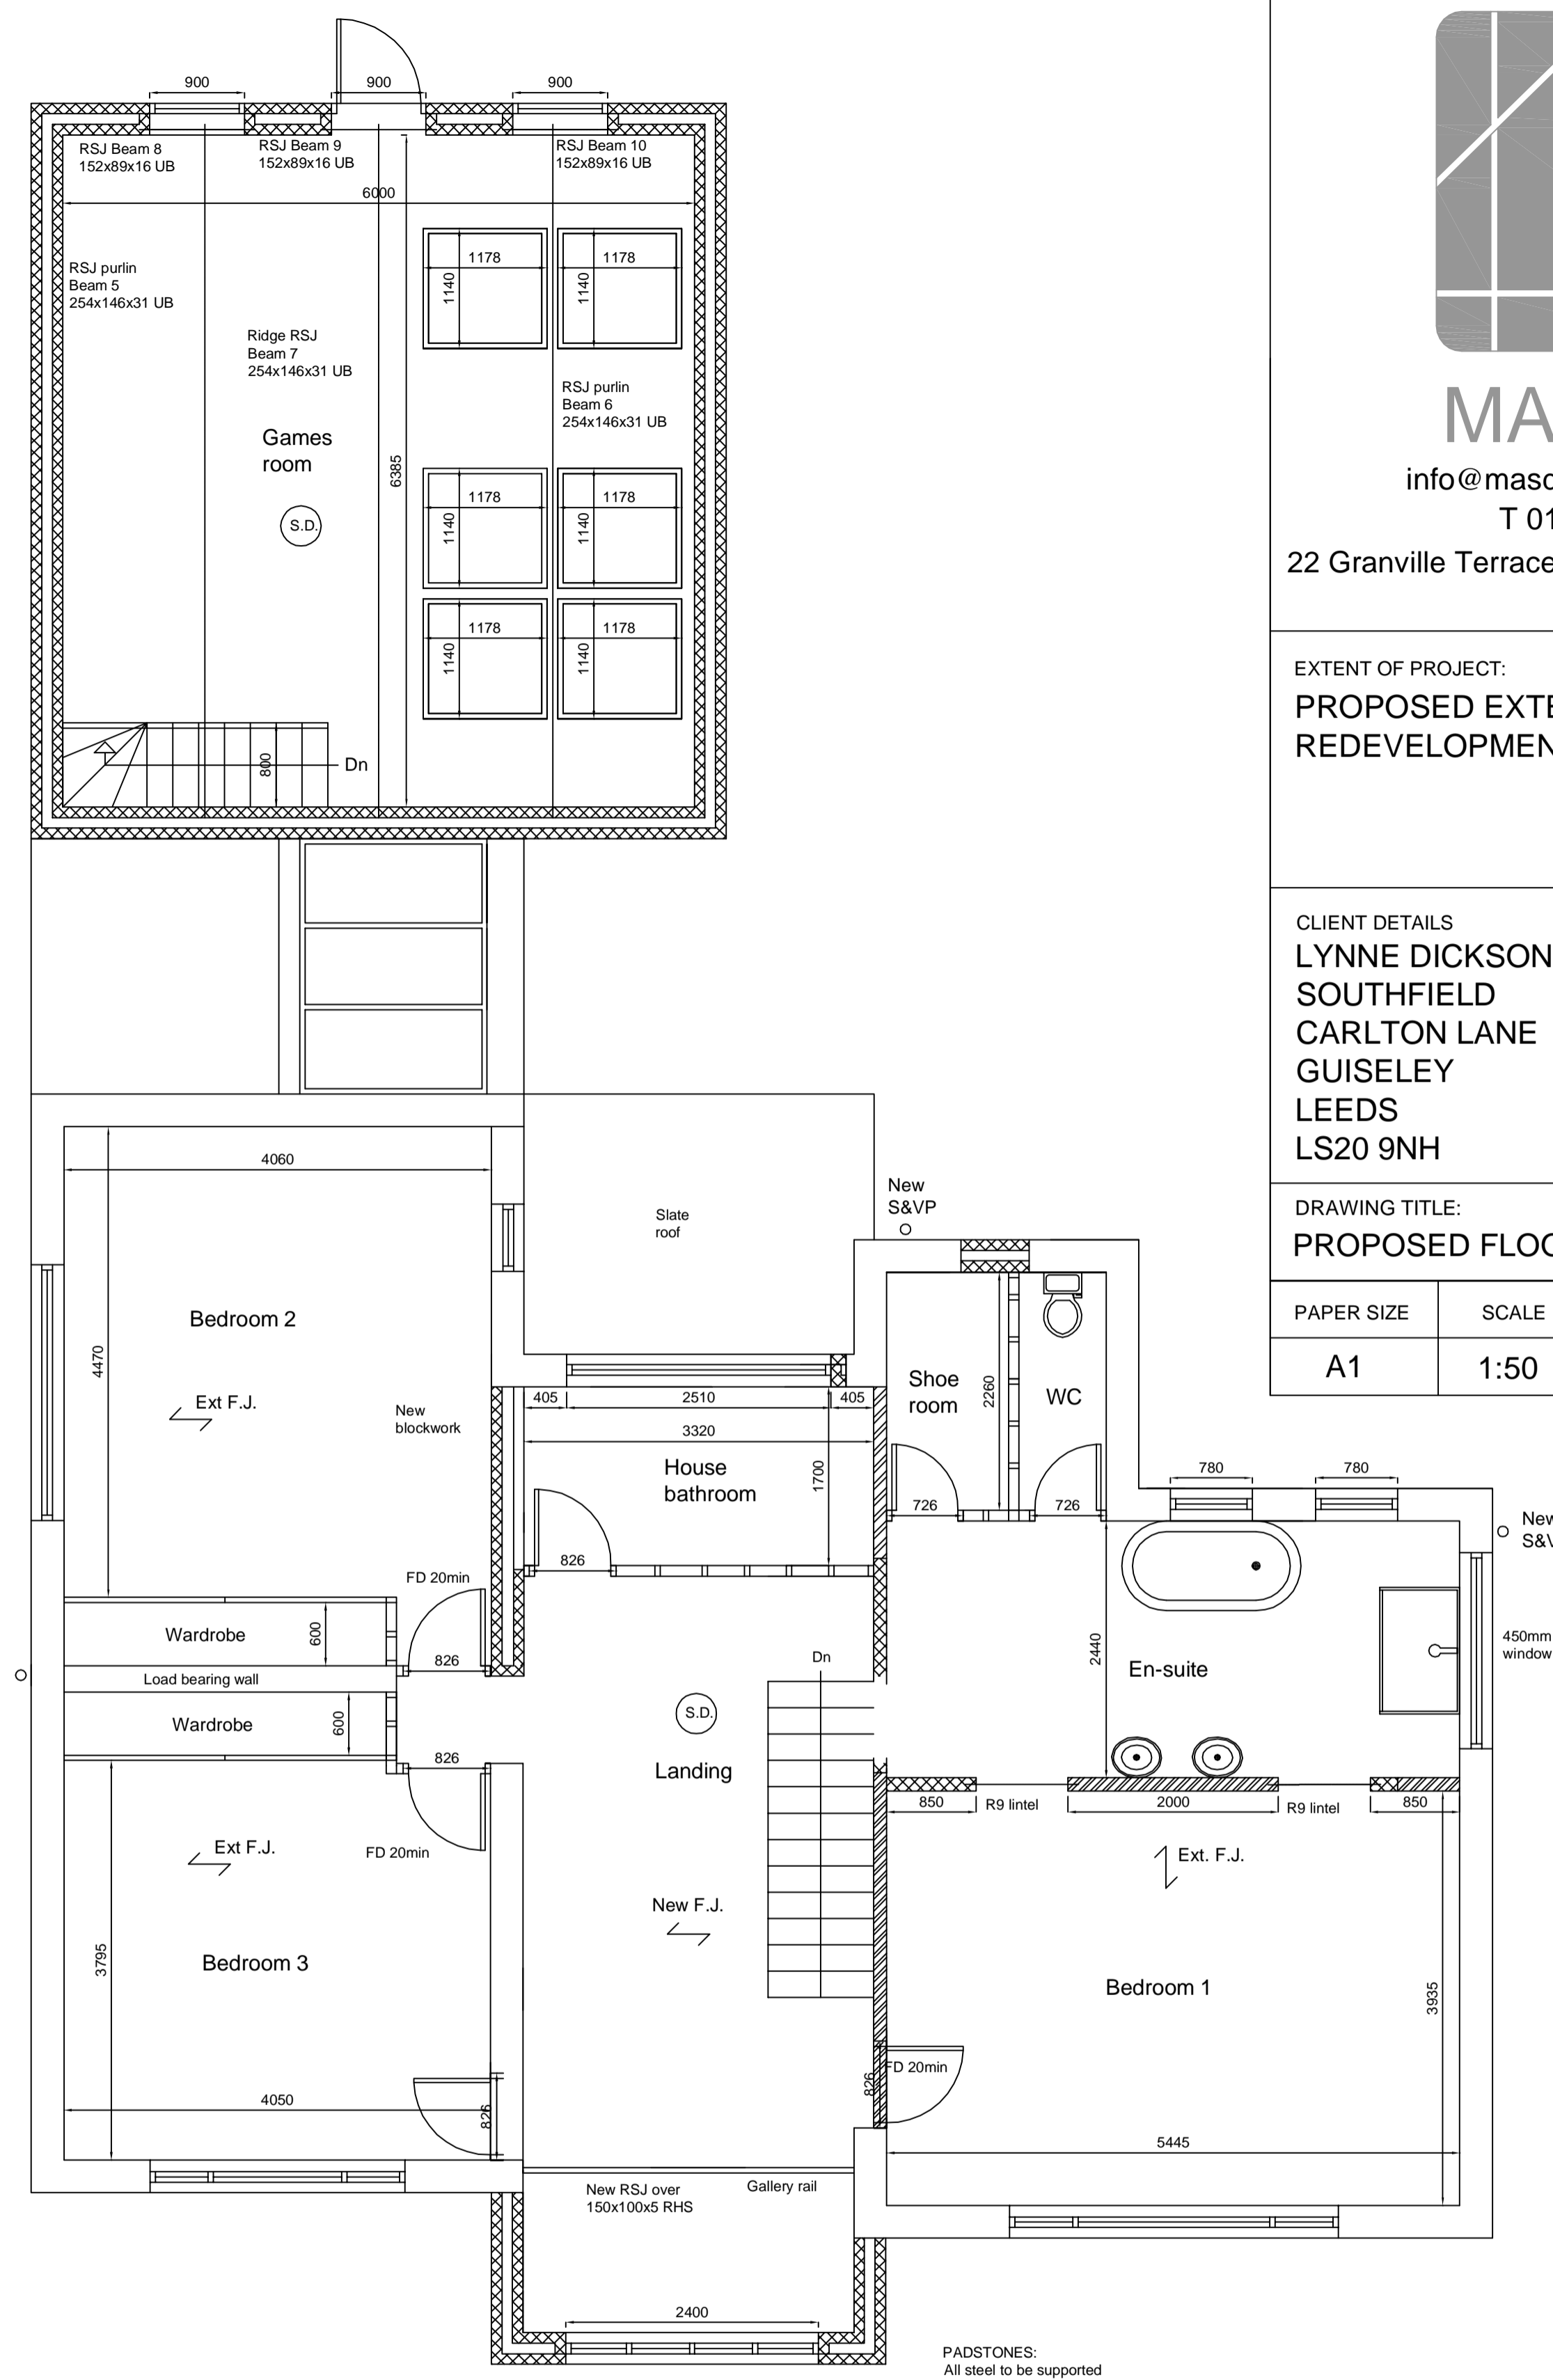 900
900
900
RSJ Beam 8
152x89x16 UB
RSJ Beam 9
152x89x16 UB
RSJ Beam 10
152x89x16 UB
6000
RSJ purlin
Beam 5
254x146x31 UB
1178
1140
1178
1140
Ridge RSJ
Beam 7
254x146x31 UB
RSJ purlin
Beam 6
254x146x31 UB
Games
room
6385
S.D.
1178
1140
1178
1140
1178
1140
1178
1140
800
Dn
4060
4470
Slate
roof
New
S&VP
Bedroom 2
Ext F.J.
New
blockwork
405
2510
405
3320
House
bathroom
1700
826
Shoe
room
2260
WC
726
726
780
780
FD 20min
Wardrobe
600
826
Load bearing wall
Wardrobe
600
826
FD 20min
Dn
S.D.
Landing
New F.J.
2440
En-suite
450mm
window
850
R9 lintel
2000
R9 lintel
850
Ext F.J.
Bedroom 3
3795
4050
826
Ext. F.J.
Bedroom 1
3935
FD 20min
826
5445
New RSJ over
150x100x5 RHS
Gallery rail
2400
PADSTONES:
All steel to be supported
MA
info@masc
T 01
22 Granville Terrace
EXTENT OF PROJECT:
PROPOSED EXTE
REDEVELOPMEN
CLIENT DETAILS
LYNNE DICKSON
SOUTHFIELD
CARLTON LANE
GUISELEY
LEEDS
LS20 9NH
DRAWING TITLE:
PROPOSED FLOO
PAPER SIZE
SCALE
A1
1:50